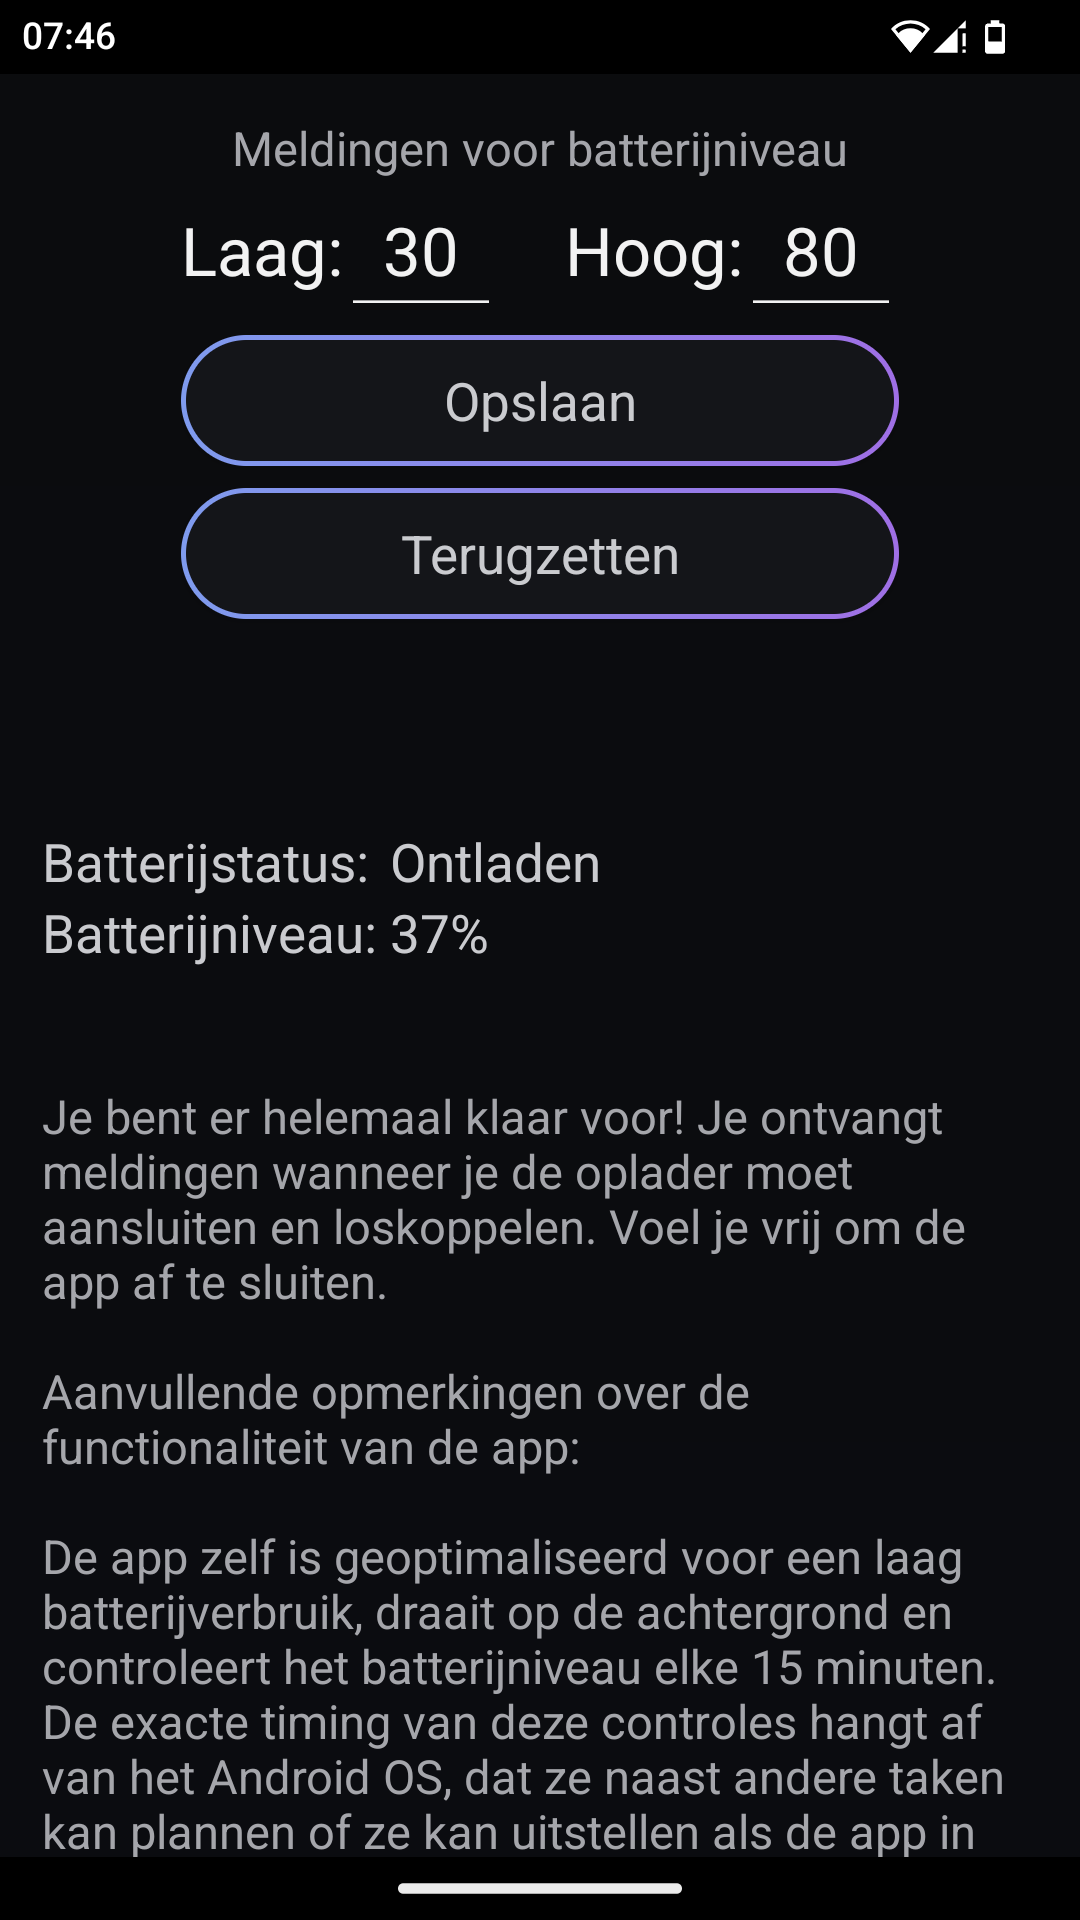 07:46
Meldingen voor batterijniveau
Laag: 30 Hoog: 80
Opslaan
Terugzetten
Batterijstatus: Ontladen
Batterijniveau: 37%
Je bent er helemaal klaar voor! Je ontvangt
meldingen wanneer je de oplader moet
aansluiten en loskoppelen. Voel je vrij om de
app af te sluiten.
Aanvullende opmerkingen over de
functionaliteit van de app:
De app zelf is geoptimaliseerd voor een laag
batterijverbruik, draait op de achtergrond en
controleert het batterijniveau elke 15 minuten.
De exacte timing van deze controles hangt af
van het Android OS, dat ze naast andere taken
kan plannen of ze kan uitstellen als de app in